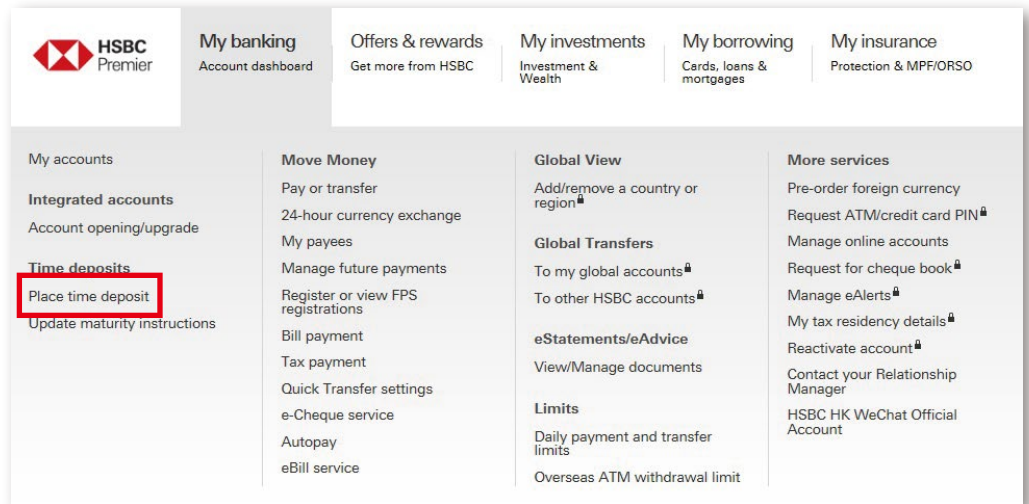 HSBC
Premier
My banking
Account dashboard
Offers & rewards
Get more from HSBC
My investments
Investment &
Wealth
My borrowing
Cards, loans &
mortgages
My insurance
Protection & MPF/ORSO
My accounts
Integrated accounts
Account opening/upgrade
Time deposits
Place time deposit
Update maturity instructions
Move Money
Pay or transfer
24-hour currency exchange
My payees
Manage future payments
Register or view FPS
registrations
Bill payment
Tax payment
Quick Transfer settings
e-Cheque service
Autopay
eBill service
Global View
Add/remove a country or
region
Global Transfers
To my global accounts
To other HSBC accounts
eStatements/eAdvice
View/Manage documents
Limits
Daily payment and transfer
limits
Overseas ATM withdrawal limit
More services
Pre-order foreign currency
Request ATM/credit card PIN
Manage online accounts
Request for cheque book
Manage eAlerts
My tax residency details
Reactivate account
Contact your Relationship
Manager
HSBC HK WeChat Official
Account